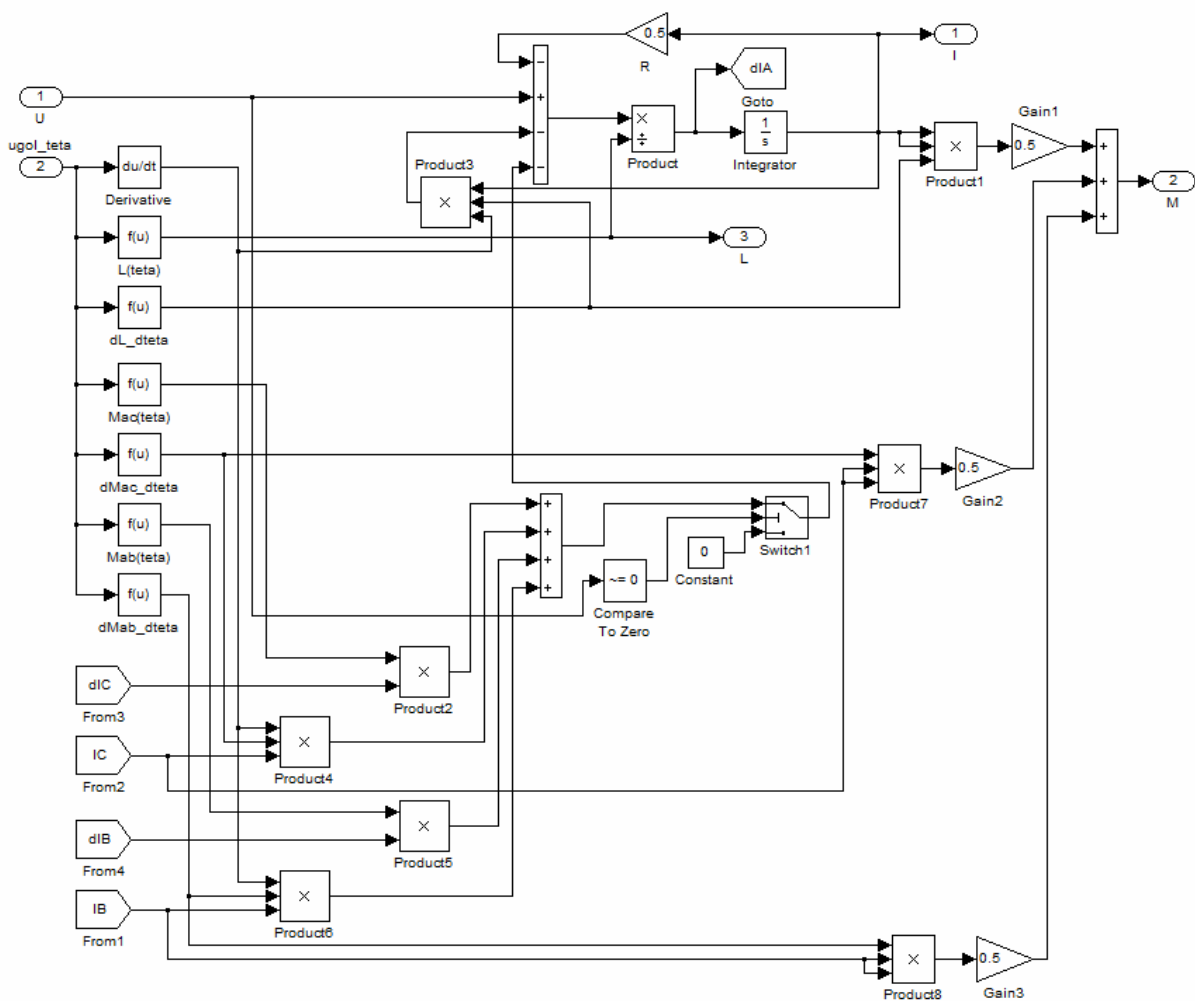 0.5
R
1
I
−
+
−
−
dIA
Goto
1
U
×
÷
Product
1
s
Integrator
Gain1
0.5
×
Product1
+
+
+
2
M
ugol_teta
2
du/dt
Derivative
Product3
×
f(u)
L(teta)
3
L
f(u)
dL_dteta
f(u)
Mac(teta)
f(u)
dMac_dteta
×
Product7
0.5
Gain2
f(u)
Mab(teta)
+
+
+
+
Switch1
0
Constant
~= 0
Compare
To Zero
f(u)
dMab_dteta
×
Product2
dIC
From3
×
Product4
IC
From2
×
Product5
dIB
From4
×
Product6
IB
From1
×
Product8
0.5
Gain3